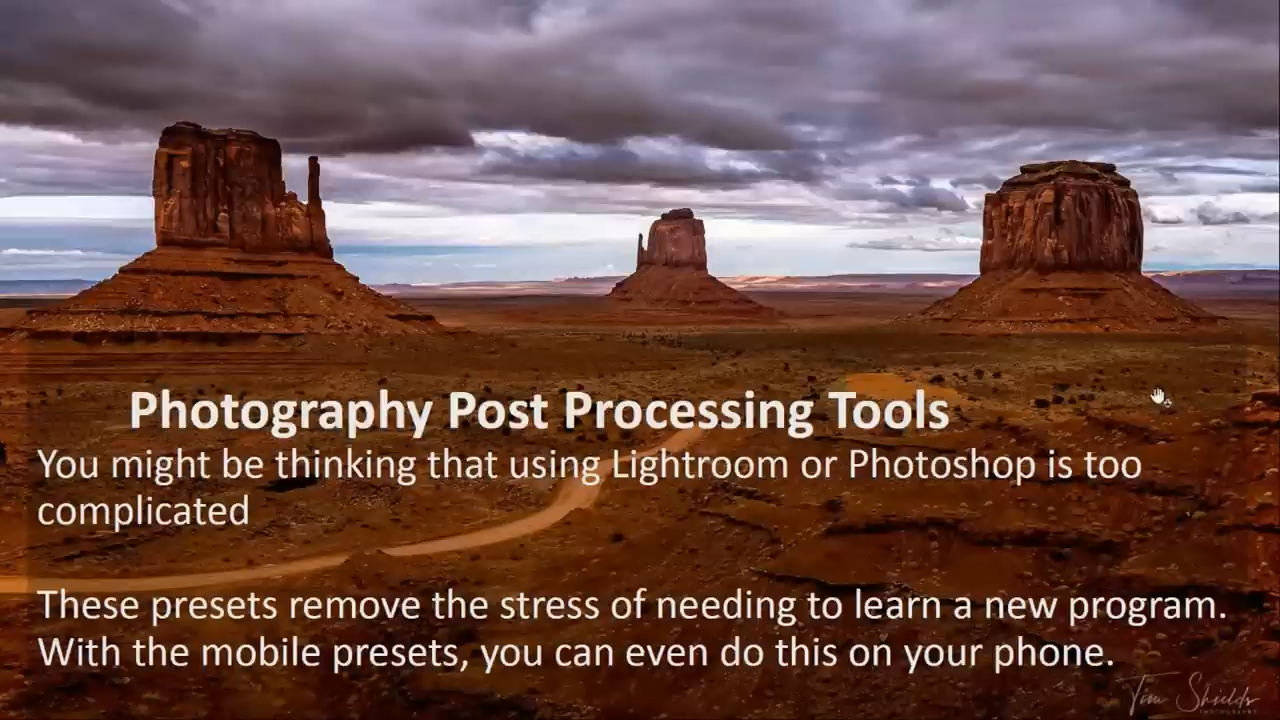 Photography Post Processing Tools
You might be thinking that using Lightroom or Photoshop is too
complicated
These presets remove the stress of needing to learn a new program.
With the mobile presets, you can even do this on your phone.
Tim Shields
PHOTOGRAPHY